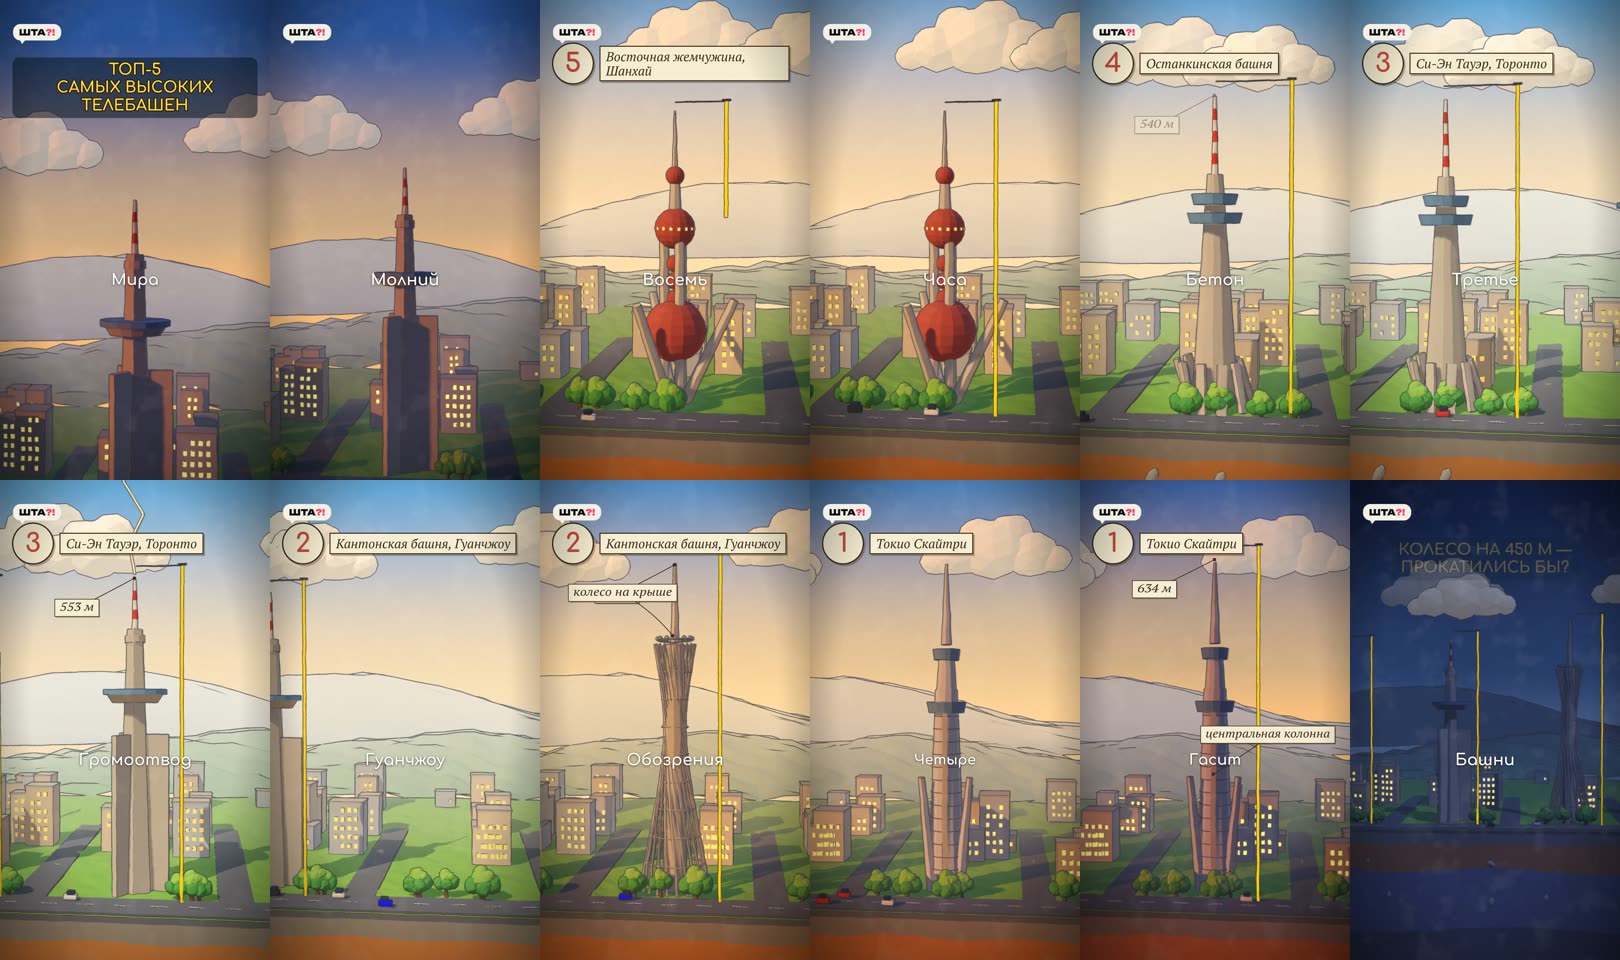 ШТА?!
ТОП-5
САМЫХ ВЫСОКИХ
ТЕЛЕБАШЕН
Мира
ШТА?!
Молний
ШТА?!
5
Восточная жемчужина,
Шанхай
Восемь
ШТА?!
Часа
ШТА?!
4
Останкинская башня
540 м
Бетон
ШТА?!
3
Си-Эн Тауэр, Торонто
Третье
ШТА?!
3
Си-Эн Тауэр, Торонто
553 м
Громоотвод
ШТА?!
2
Кантонская башня, Гуанчжоу
Гуанчжоу
ШТА?!
2
Кантонская башня, Гуанчжоу
колесо на крыше
Обозрения
ШТА?!
1
Токио Скайтри
Четыре
ШТА?!
1
Токио Скайтри
634 м
центральная колонна
Гасит
ШТА?!
КОЛЕСО НА 450 М —
ПРОКАТИЛИСЬ БЫ?
Башни